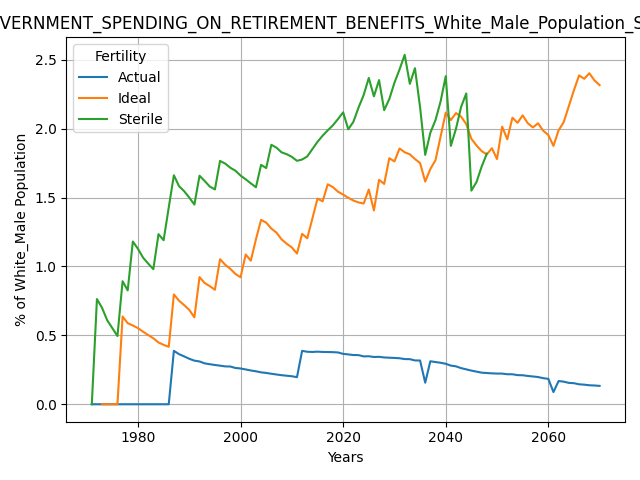 VERNMENT_SPENDING_ON_RETIREMENT_BENEFITS_White_Male_Population_S
Fertility
Actual
Ideal
Sterile
% of White_Male Population
2.5
2.0
1.5
1.0
0.5
0.0
1980 2000 2020 2040 2060
Years